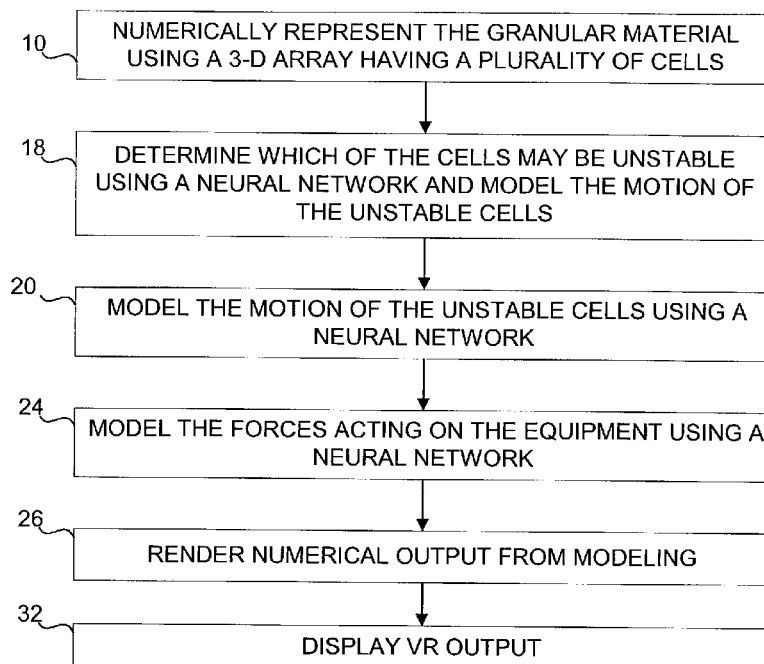 10
NUMERICALLY REPRESENT THE GRANULAR MATERIAL
USING A 3-D ARRAY HAVING A PLURALITY OF CELLS
18
DETERMINE WHICH OF THE CELLS MAY BE UNSTABLE
USING A NEURAL NETWORK AND MODEL THE MOTION OF
THE UNSTABLE CELLS
20
MODEL THE MOTION OF THE UNSTABLE CELLS USING A
NEURAL NETWORK
24
MODEL THE FORCES ACTING ON THE EQUIPMENT USING A
NEURAL NETWORK
26
RENDER NUMERICAL OUTPUT FROM MODELING
32
DISPLAY VR OUTPUT